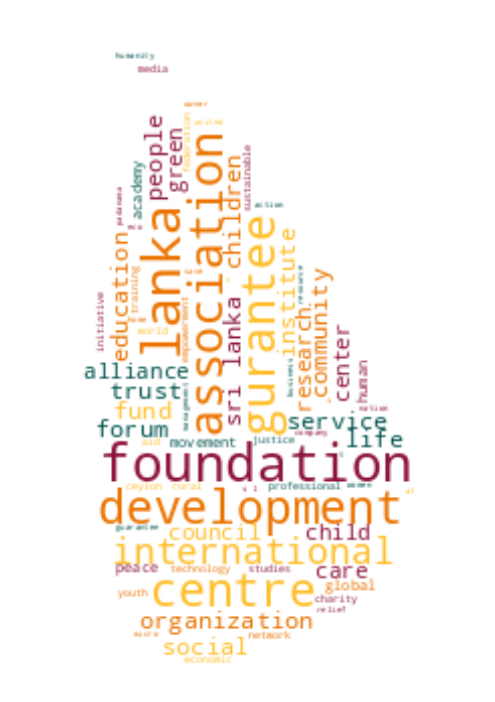 humanity
media
career
federation
united
people
green
sustainable
academy
children
association
lanka
padanama
action
gurantee
institute
education
training
save
resource
community
research
initiative
home
world
empowerment
sri lanka
center
human
business
alliance
trust
management
nation
fund
service
forum
company
life
aid
movement
justice
foundation
ceylon
rural
professional
women
development
guarantee
council
child
international
peace
technology
studies
care
youth
centre
global
charity
relief
organization
micro
network
social
economic